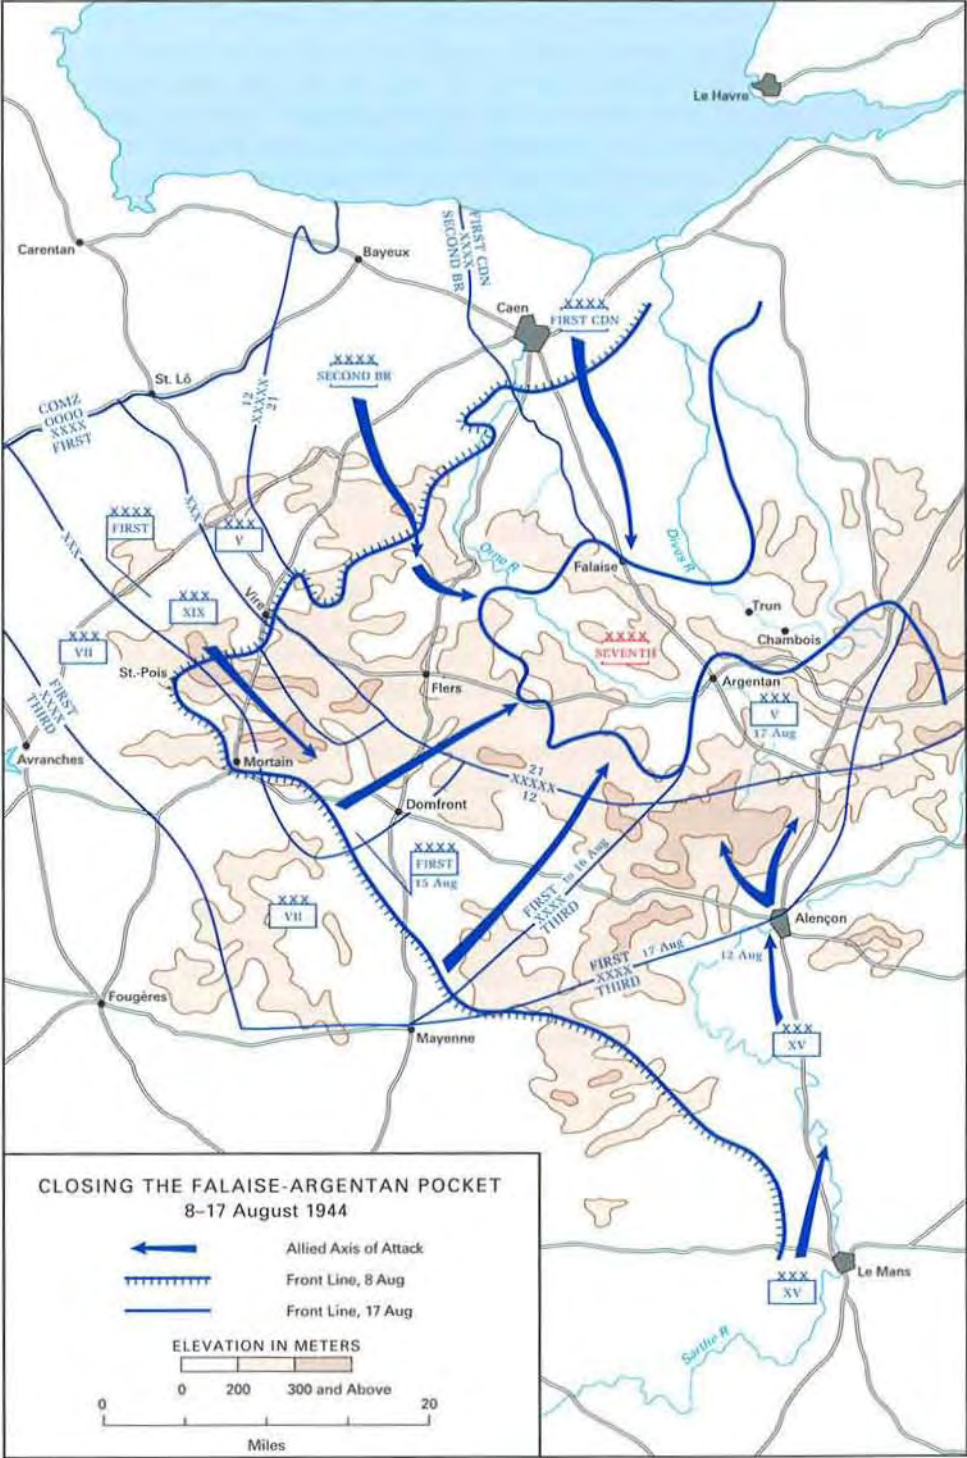 Le Havre
Carentan
Bayeux
FIRST CDN
XXXX
SECOND BR
Caen
XXXX
FIRST CDN
XXXX
SECOND BR
St. Lô
COMZ
OOOO
XXXX
FIRST
12
XXXXX
21
XXX
XXX
XXXX
FIRST
XXX
V
Orne R
Dives R
Falaise
Trun
Chambois
XXX
XIX
Vire
XXX
VII
St.-Pois
XXXX
SEVENTH
Flers
Argentan
XXX
V
17 Aug
FIRST
XXXX
THIRD
Avranches
Mortain
21
XXXXX
12
Domfront
XXXX
FIRST
15 Aug
FIRST to 16 Aug
XXXX
THIRD
XXX
VII
Alençon
FIRST 17 Aug
XXXX
THIRD
12 Aug
Fougères
Mayenne
XXX
XV
CLOSING THE FALAISE-ARGENTAN POCKET
8–17 August 1944
Allied Axis of Attack
Front Line, 8 Aug
Front Line, 17 Aug
ELEVATION IN METERS
0 200 300 and Above
0 20
Miles
Le Mans
XXX
XV
Sarthe R